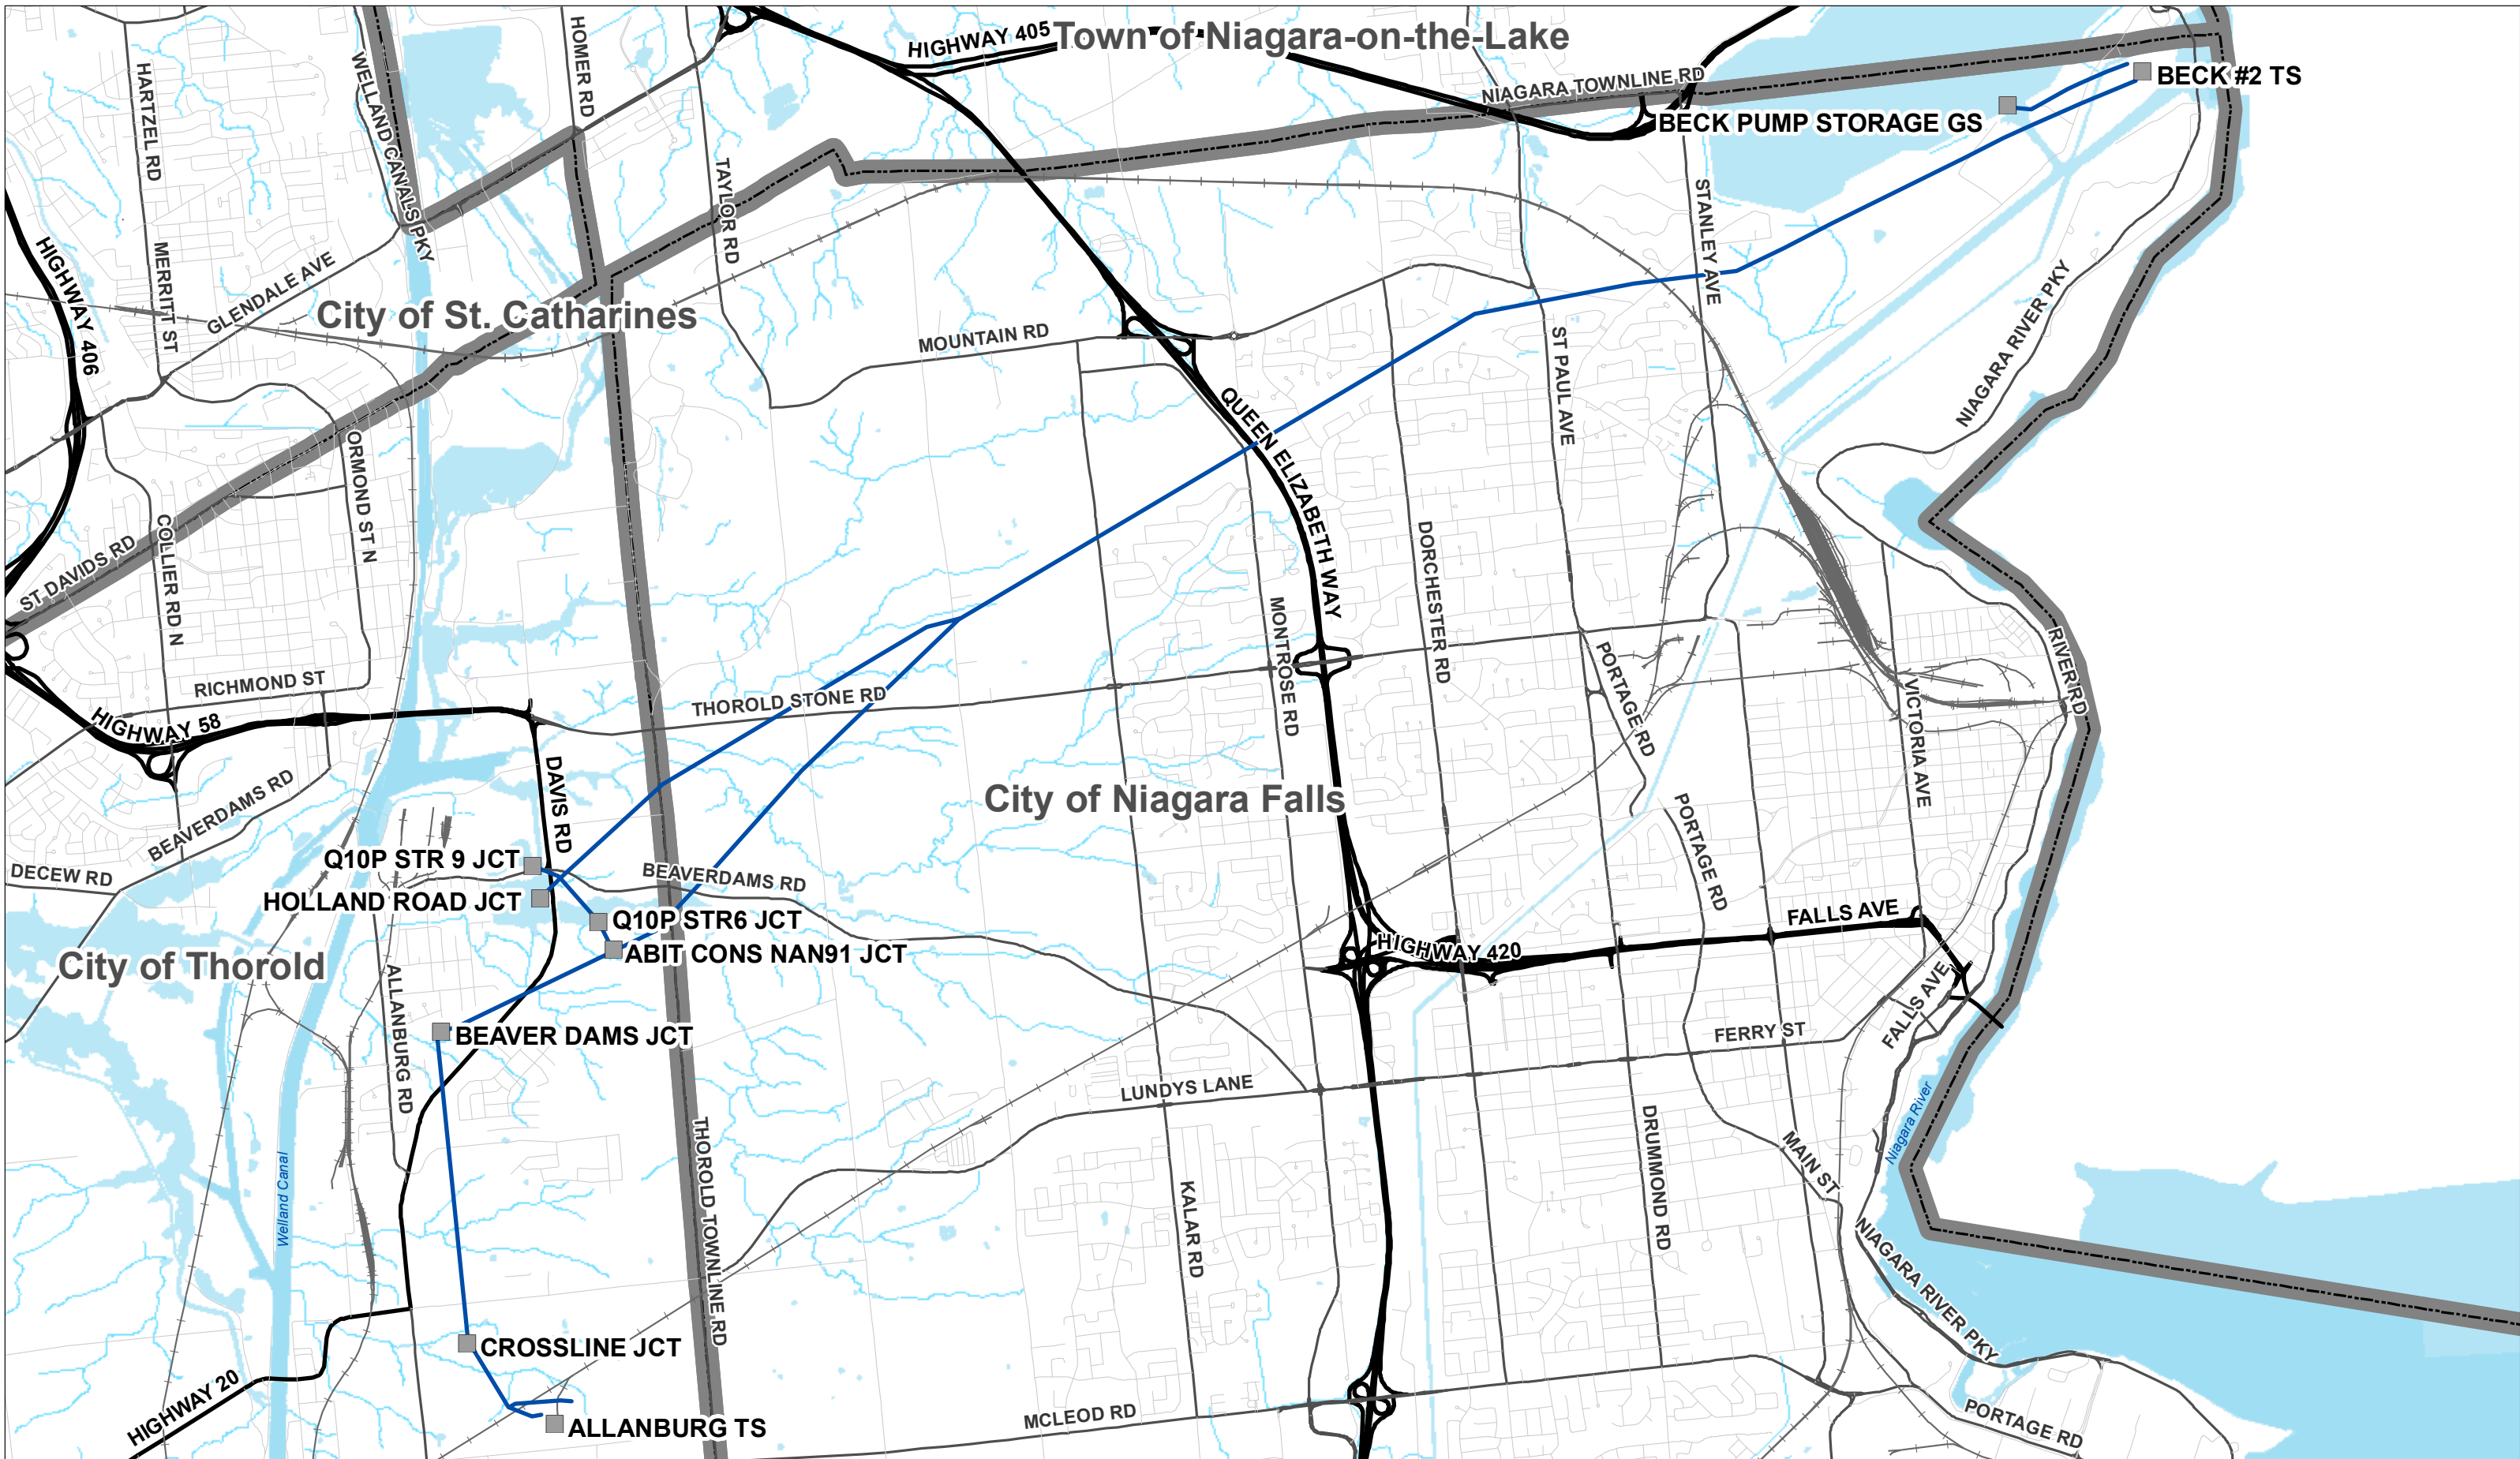 HIGHWAY 405
Town of Niagara-on-the-Lake
HOMER RD
HARTZEL RD
WELLAND CANALS PKY
NIAGARA TOWNLINE RD
BECK #2 TS
BECK PUMP STORAGE GS
TAYLOR RD
STANLEY AVE
HIGHWAY 406
MERRITT ST
GLENDALE AVE
City of St. Catharines
MOUNTAIN RD
NIAGARA RIVER PKY
ST PAUL AVE
QUEEN ELIZABETH WAY
ORMOND ST N
COLLIER RD N
ST DAVIDS RD
DORCHESTER RD
MONTROSE RD
PORTAGE RD
RIVER RD
RICHMOND ST
THOROLD STONE RD
VICTORIA AVE
HIGHWAY 58
DAVIS RD
BEAVERDAMS RD
City of Niagara Falls
PORTAGE RD
Q10P STR 9 JCT
DECEW RD
BEAVERDAMS RD
HOLLAND ROAD JCT
Q10P STR6 JCT
FALLS AVE
HIGHWAY 420
ABIT CONS NAN91 JCT
City of Thorold
ALLANBURG RD
FALLS AVE
BEAVER DAMS JCT
FERRY ST
LUNDYS LANE
Niagara River
DRUMMOND RD
MAIN ST
THOROLD TOWNLINE RD
Welland Canal
KALAR RD
NIAGARA RIVER PKY
CROSSLINE JCT
HIGHWAY 20
ALLANBURG TS
MCLEOD RD
PORTAGE RD